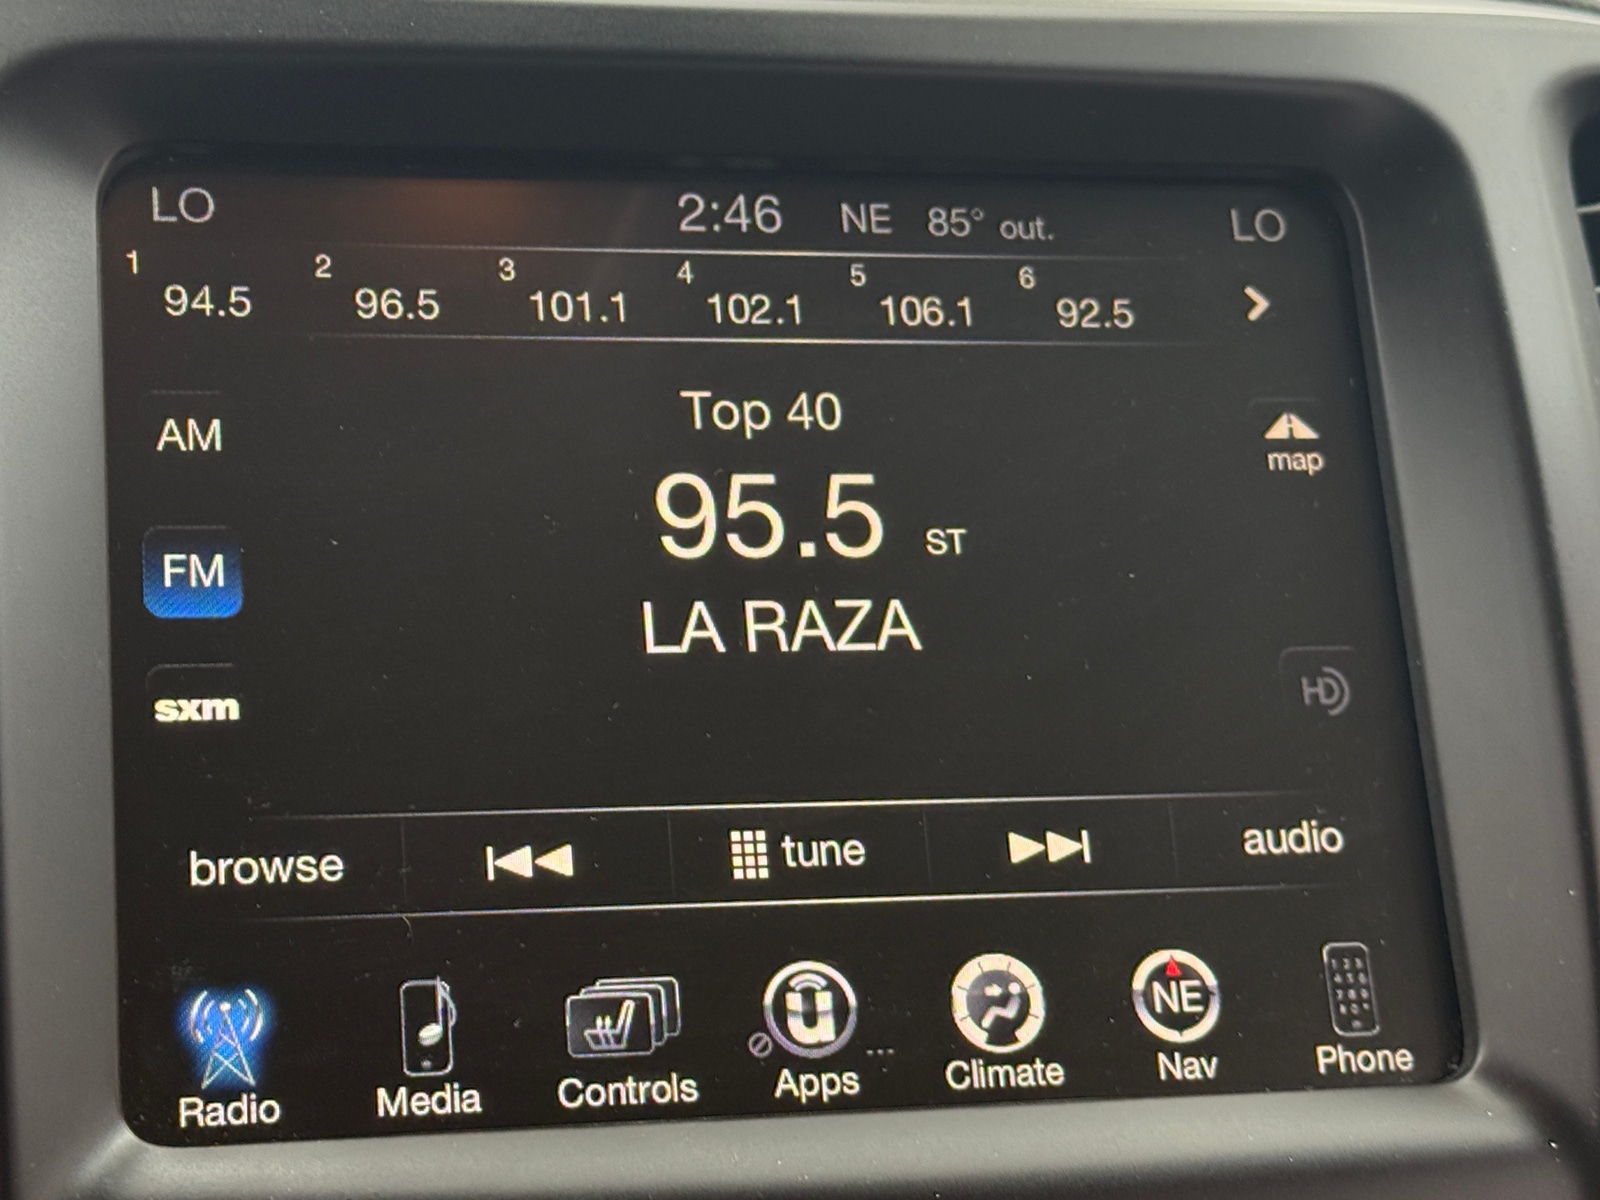 LO 2:46 NE 85° out. LO
1 94.5 2 96.5 3 101.1 4 102.1 5 106.1 6 92.5
Top 40
AM
map
95.5 ST
FM
LA RAZA
HD
sxm
browse tune audio
NE
Radio Media Controls Apps Climate Nav Phone